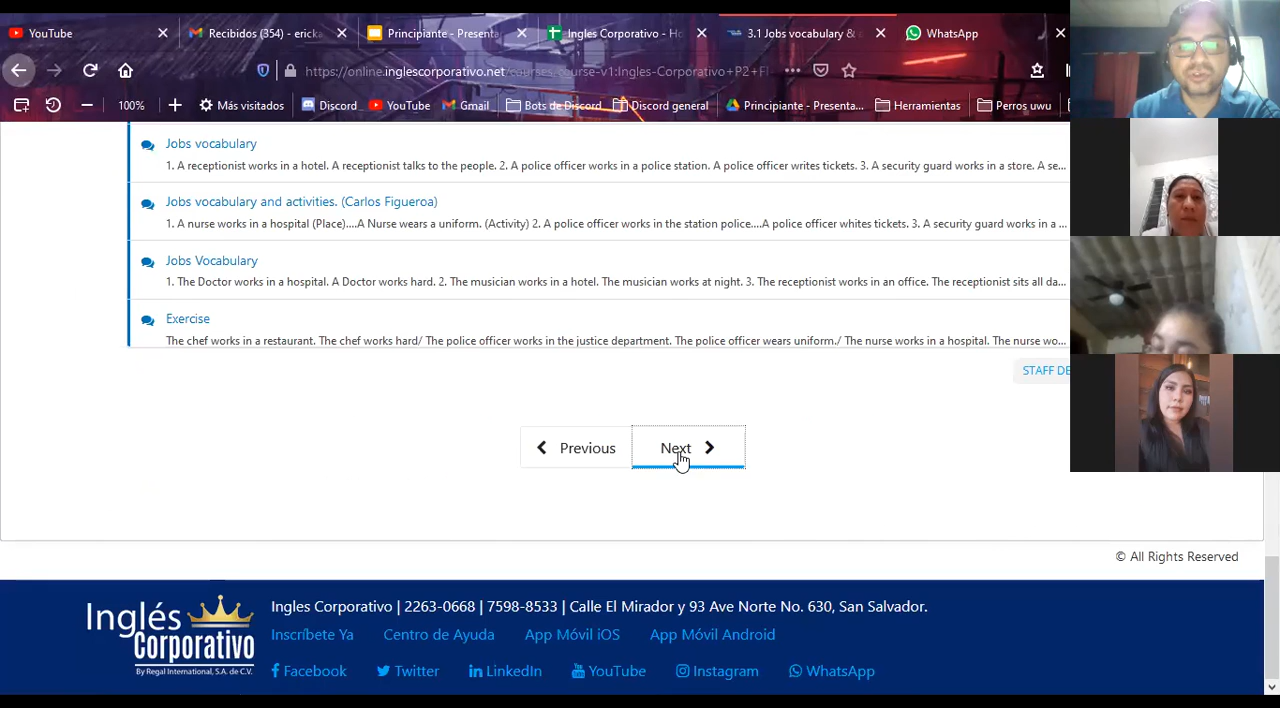 YouTube
Recibidos (354) - ericka
Principiante - Presenta
Ingles Corporativo - Ho
3.1 Jobs vocabulary &
WhatsApp
https://online.inglescorporativo.net/courses/course-v1:Ingles-Corporativo+P2+FI
100%
Más visitados
Discord
YouTube
Gmail
Bots de Discord
Discord general
Principiante - Presenta...
Herramientas
Perros uwu
Jobs vocabulary
1. A receptionist works in a hotel. A receptionist talks to the people. 2. A police officer works in a police station. A police officer writes tickets. 3. A security guard works in a store. A se...
Jobs vocabulary and activities. (Carlos Figueroa)
1. A nurse works in a hospital (Place)....A Nurse wears a uniform. (Activity) 2. A police officer works in the station police....A police officer whites tickets. 3. A security guard works in a ...
Jobs Vocabulary
1. The Doctor works in a hospital. A Doctor works hard. 2. The musician works in a hotel. The musician works at night. 3. The receptionist works in an office. The receptionist sits all da...
Exercise
The chef works in a restaurant. The chef works hard/ The police officer works in the justice department. The police officer wears uniform./ The nurse works in a hospital. The nurse wo...
STAFF DE
Previous
Next
© All Rights Reserved
Inglés
Corporativo
By Regal International, S.A. de C.V.
Ingles Corporativo | 2263-0668 | 7598-8533 | Calle El Mirador y 93 Ave Norte No. 630, San Salvador.
Inscríbete Ya
Centro de Ayuda
App Móvil iOS
App Móvil Android
Facebook
Twitter
LinkedIn
YouTube
Instagram
WhatsApp